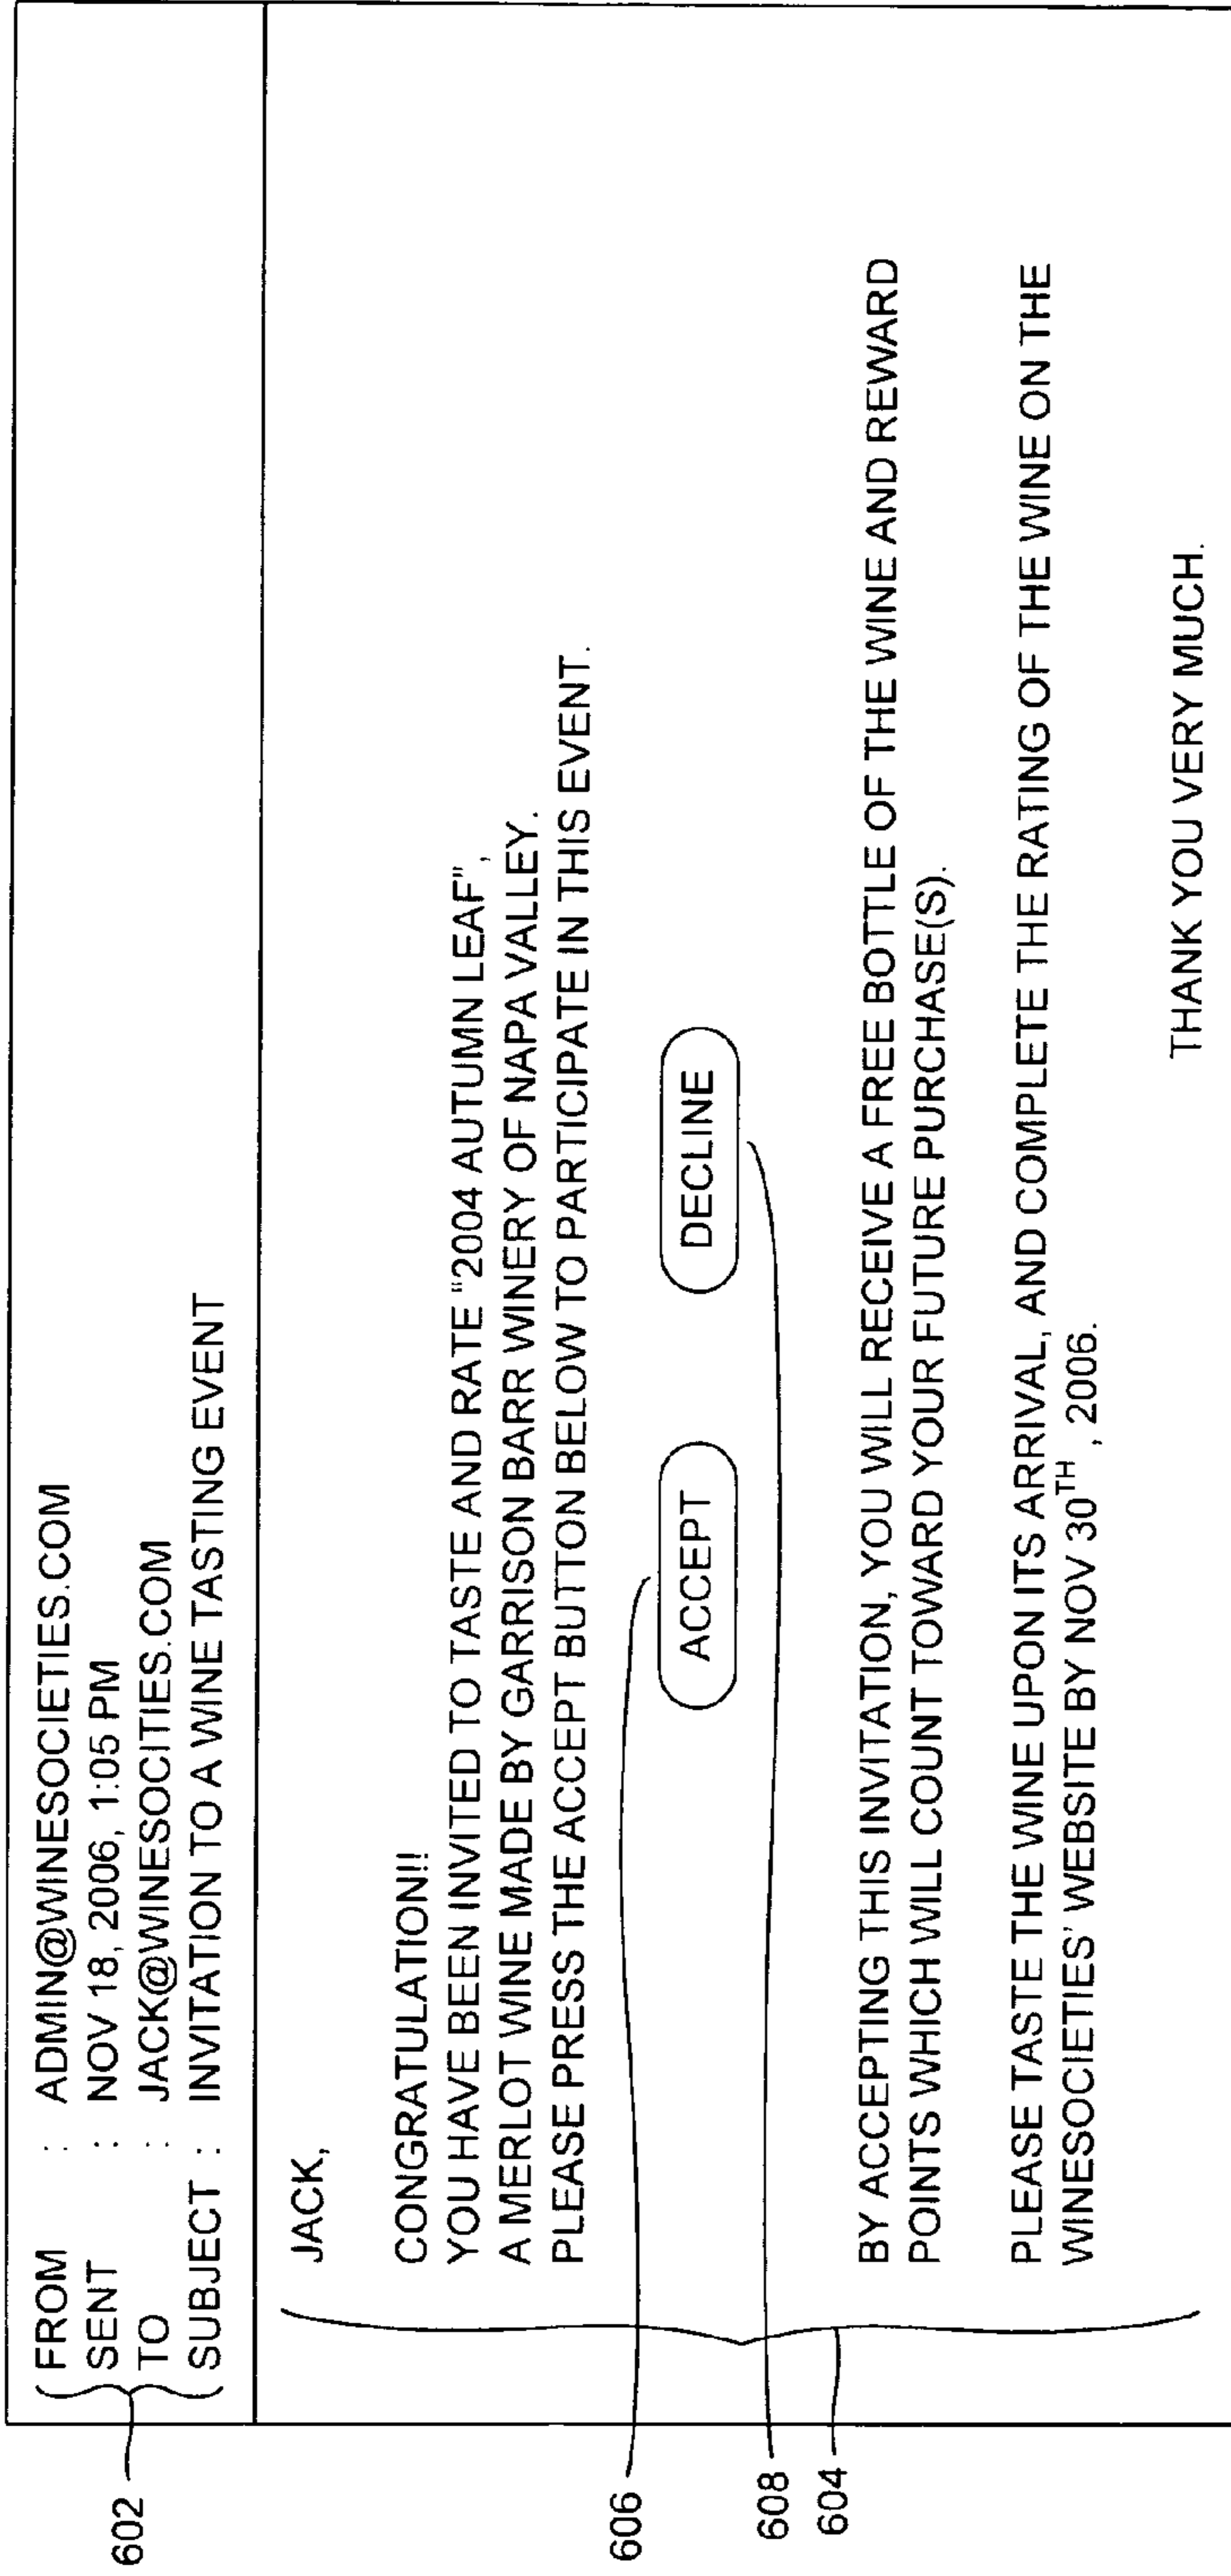 FROM : ADMIN@WINESOCIETIES.COM
SENT : NOV 18, 2006, 1:05 PM
TO : JACK@WINESOCITIES.COM
SUBJECT : INVITATION TO A WINE TASTING EVENT
602
JACK,
CONGRATULATION!!
YOU HAVE BEEN INVITED TO TASTE AND RATE "2004 AUTUMN LEAF",
A MERLOT WINE MADE BY GARRISON BARR WINERY OF NAPA VALLEY.
PLEASE PRESS THE ACCEPT BUTTON BELOW TO PARTICIPATE IN THIS EVENT.
606
ACCEPT DECLINE
608
604
BY ACCEPTING THIS INVITATION, YOU WILL RECEIVE A FREE BOTTLE OF THE WINE AND REWARD
POINTS WHICH WILL COUNT TOWARD YOUR FUTURE PURCHASE(S).
PLEASE TASTE THE WINE UPON ITS ARRIVAL, AND COMPLETE THE RATING OF THE WINE ON THE
WINESOCIETIES' WEBSITE BY NOV 30TH, 2006.
THANK YOU VERY MUCH.